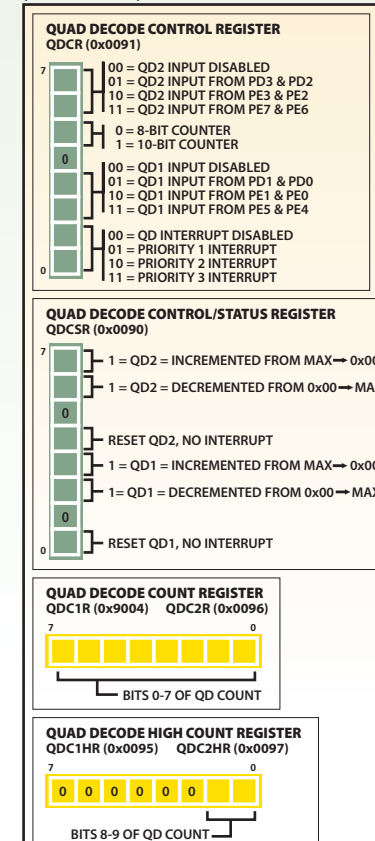 QUAD DECODE CONTROL REGISTER
QDCR (0x0091)
7
00 = QD2 INPUT DISABLED
01 = QD2 INPUT FROM PD3 & PD2
10 = QD2 INPUT FROM PE3 & PE2
11 = QD2 INPUT FROM PE7 & PE6
0 = 8-BIT COUNTER
1 = 10-BIT COUNTER
0
00 = QD1 INPUT DISABLED
01 = QD1 INPUT FROM PD1 & PD0
10 = QD1 INPUT FROM PE1 & PE0
11 = QD1 INPUT FROM PE5 & PE4
00 = QD INTERRUPT DISABLED
01 = PRIORITY 1 INTERRUPT
10 = PRIORITY 2 INTERRUPT
11 = PRIORITY 3 INTERRUPT
0
QUAD DECODE CONTROL/STATUS REGISTER
QDCSR (0x0090)
7
1 = QD2 = INCREMENTED FROM MAX→ 0x00
1 = QD2 = DECREMENTED FROM 0x00→ MA
0
RESET QD2, NO INTERRUPT
1 = QD1 = INCREMENTED FROM MAX→ 0x00
1= QD1 = DECREMENTED FROM 0x00→ MAX
0
RESET QD1, NO INTERRUPT
0
QUAD DECODE COUNT REGISTER
QDC1R (0x9004) QDC2R (0x0096)
7 0
BITS 0-7 OF QD COUNT
QUAD DECODE HIGH COUNT REGISTER
QDC1HR (0x0095) QDC2HR (0x0097)
7 0
0 0 0 0 0 0
BITS 8-9 OF QD COUNT